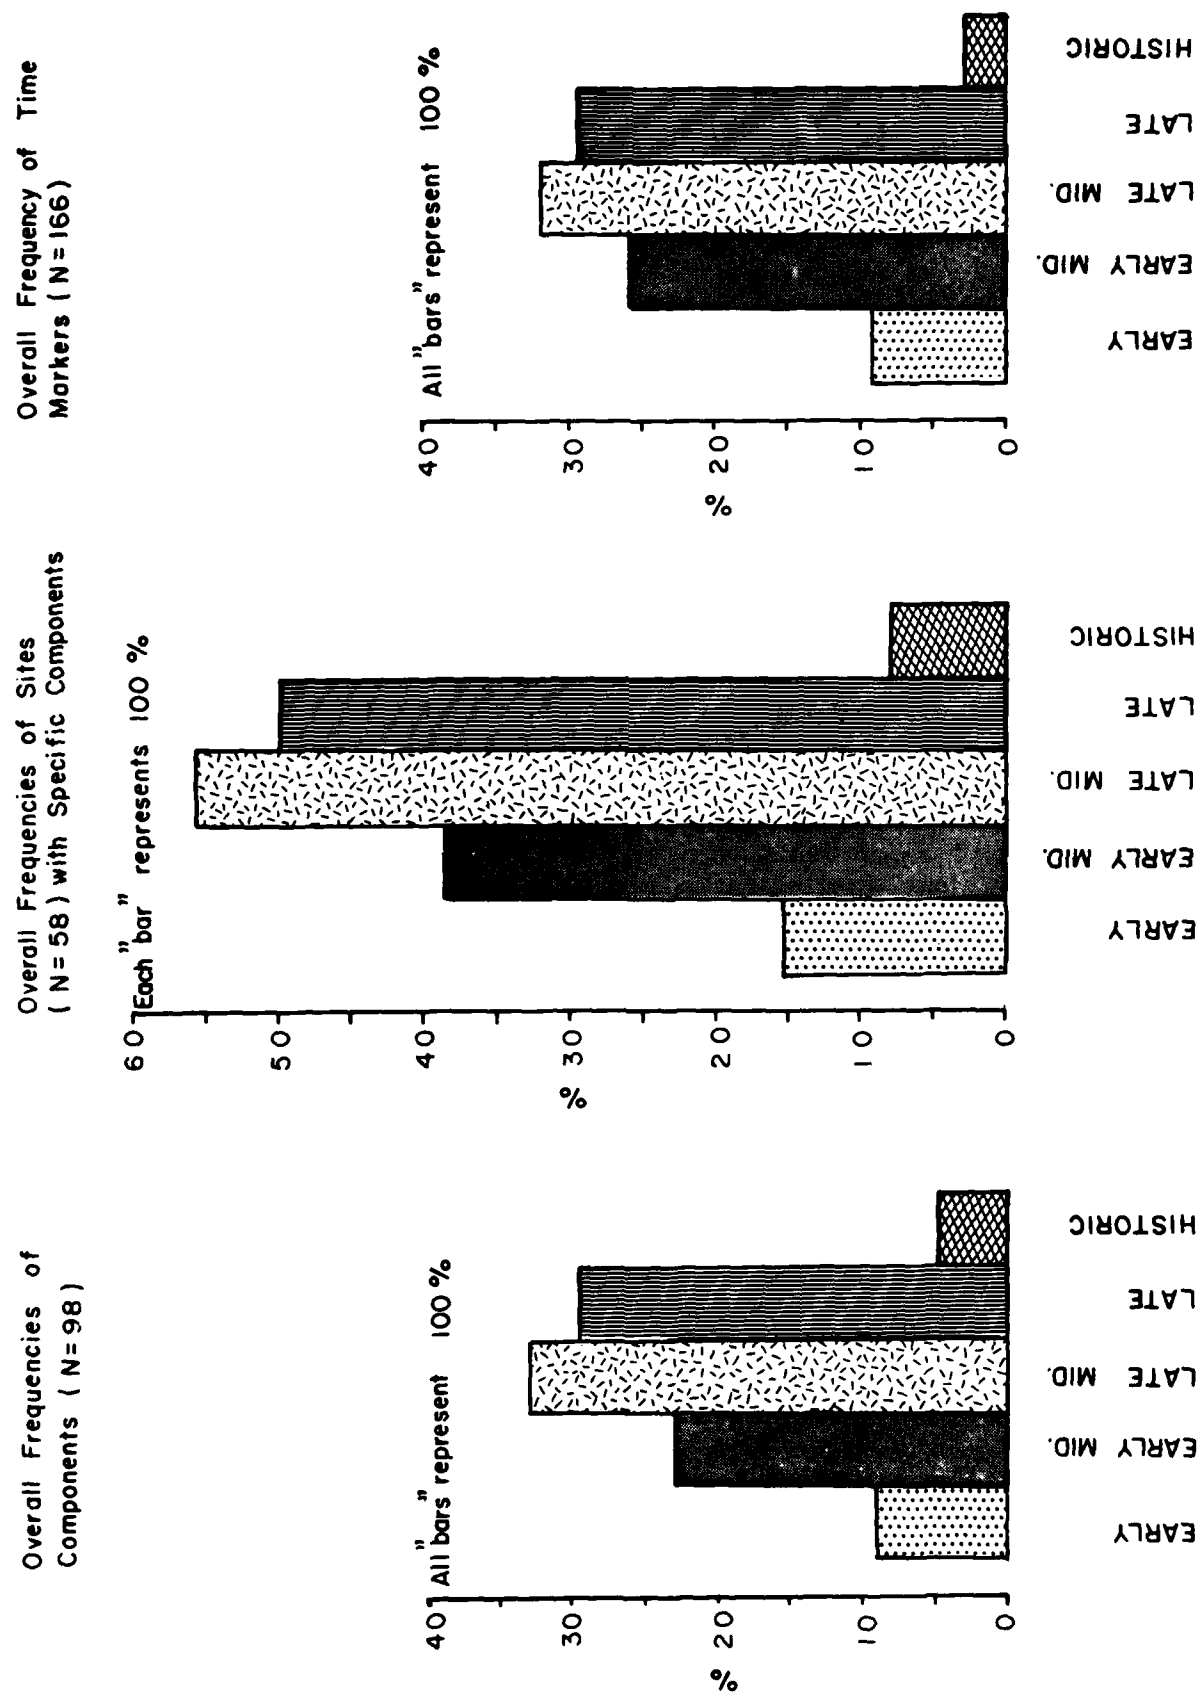 Overall Frequencies of
Components ( N = 98 )
All "bars" represent 100 %
%
40
30
20
10
0
EARLY
EARLY MID.
LATE MID.
LATE
HISTORIC
Overall Frequencies of Sites
( N = 58 ) with Specific Components
Each "bar" represents 100 %
%
60
50
40
30
20
10
0
EARLY
EARLY MID.
LATE MID.
LATE
HISTORIC
Overall Frequency of Time
Markers ( N = 166 )
All "bars" represent 100 %
%
40
30
20
10
0
EARLY
EARLY MID.
LATE MID.
LATE
HISTORIC